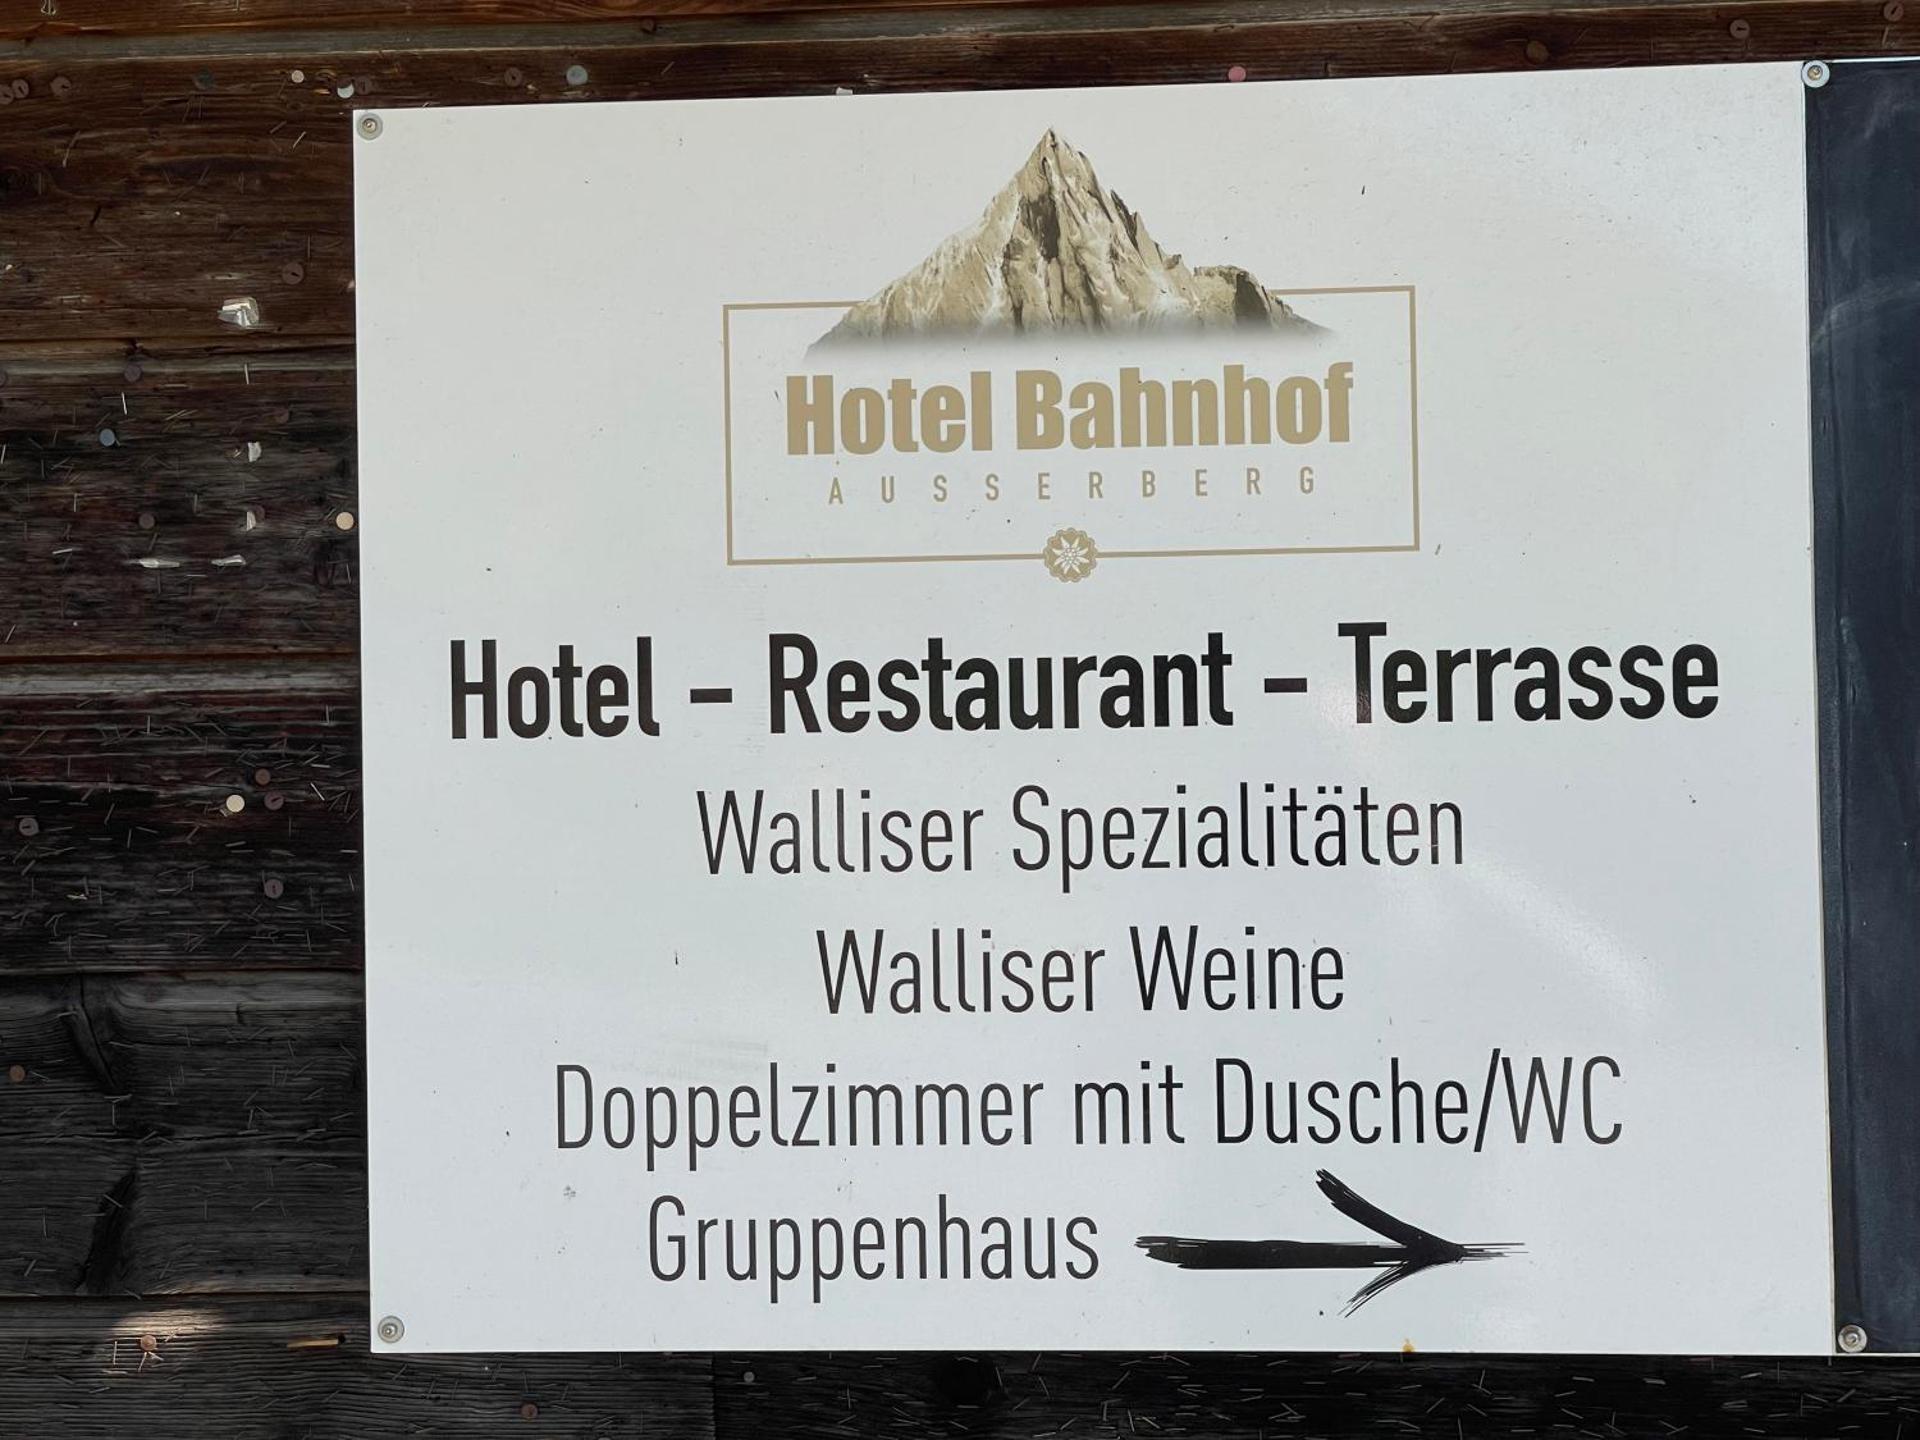 Hotel Bahnhof
AUSSERBERG
Hotel – Restaurant – Terrasse
Walliser Spezialitäten
Walliser Weine
Doppelzimmer mit Dusche/WC
Gruppenhaus